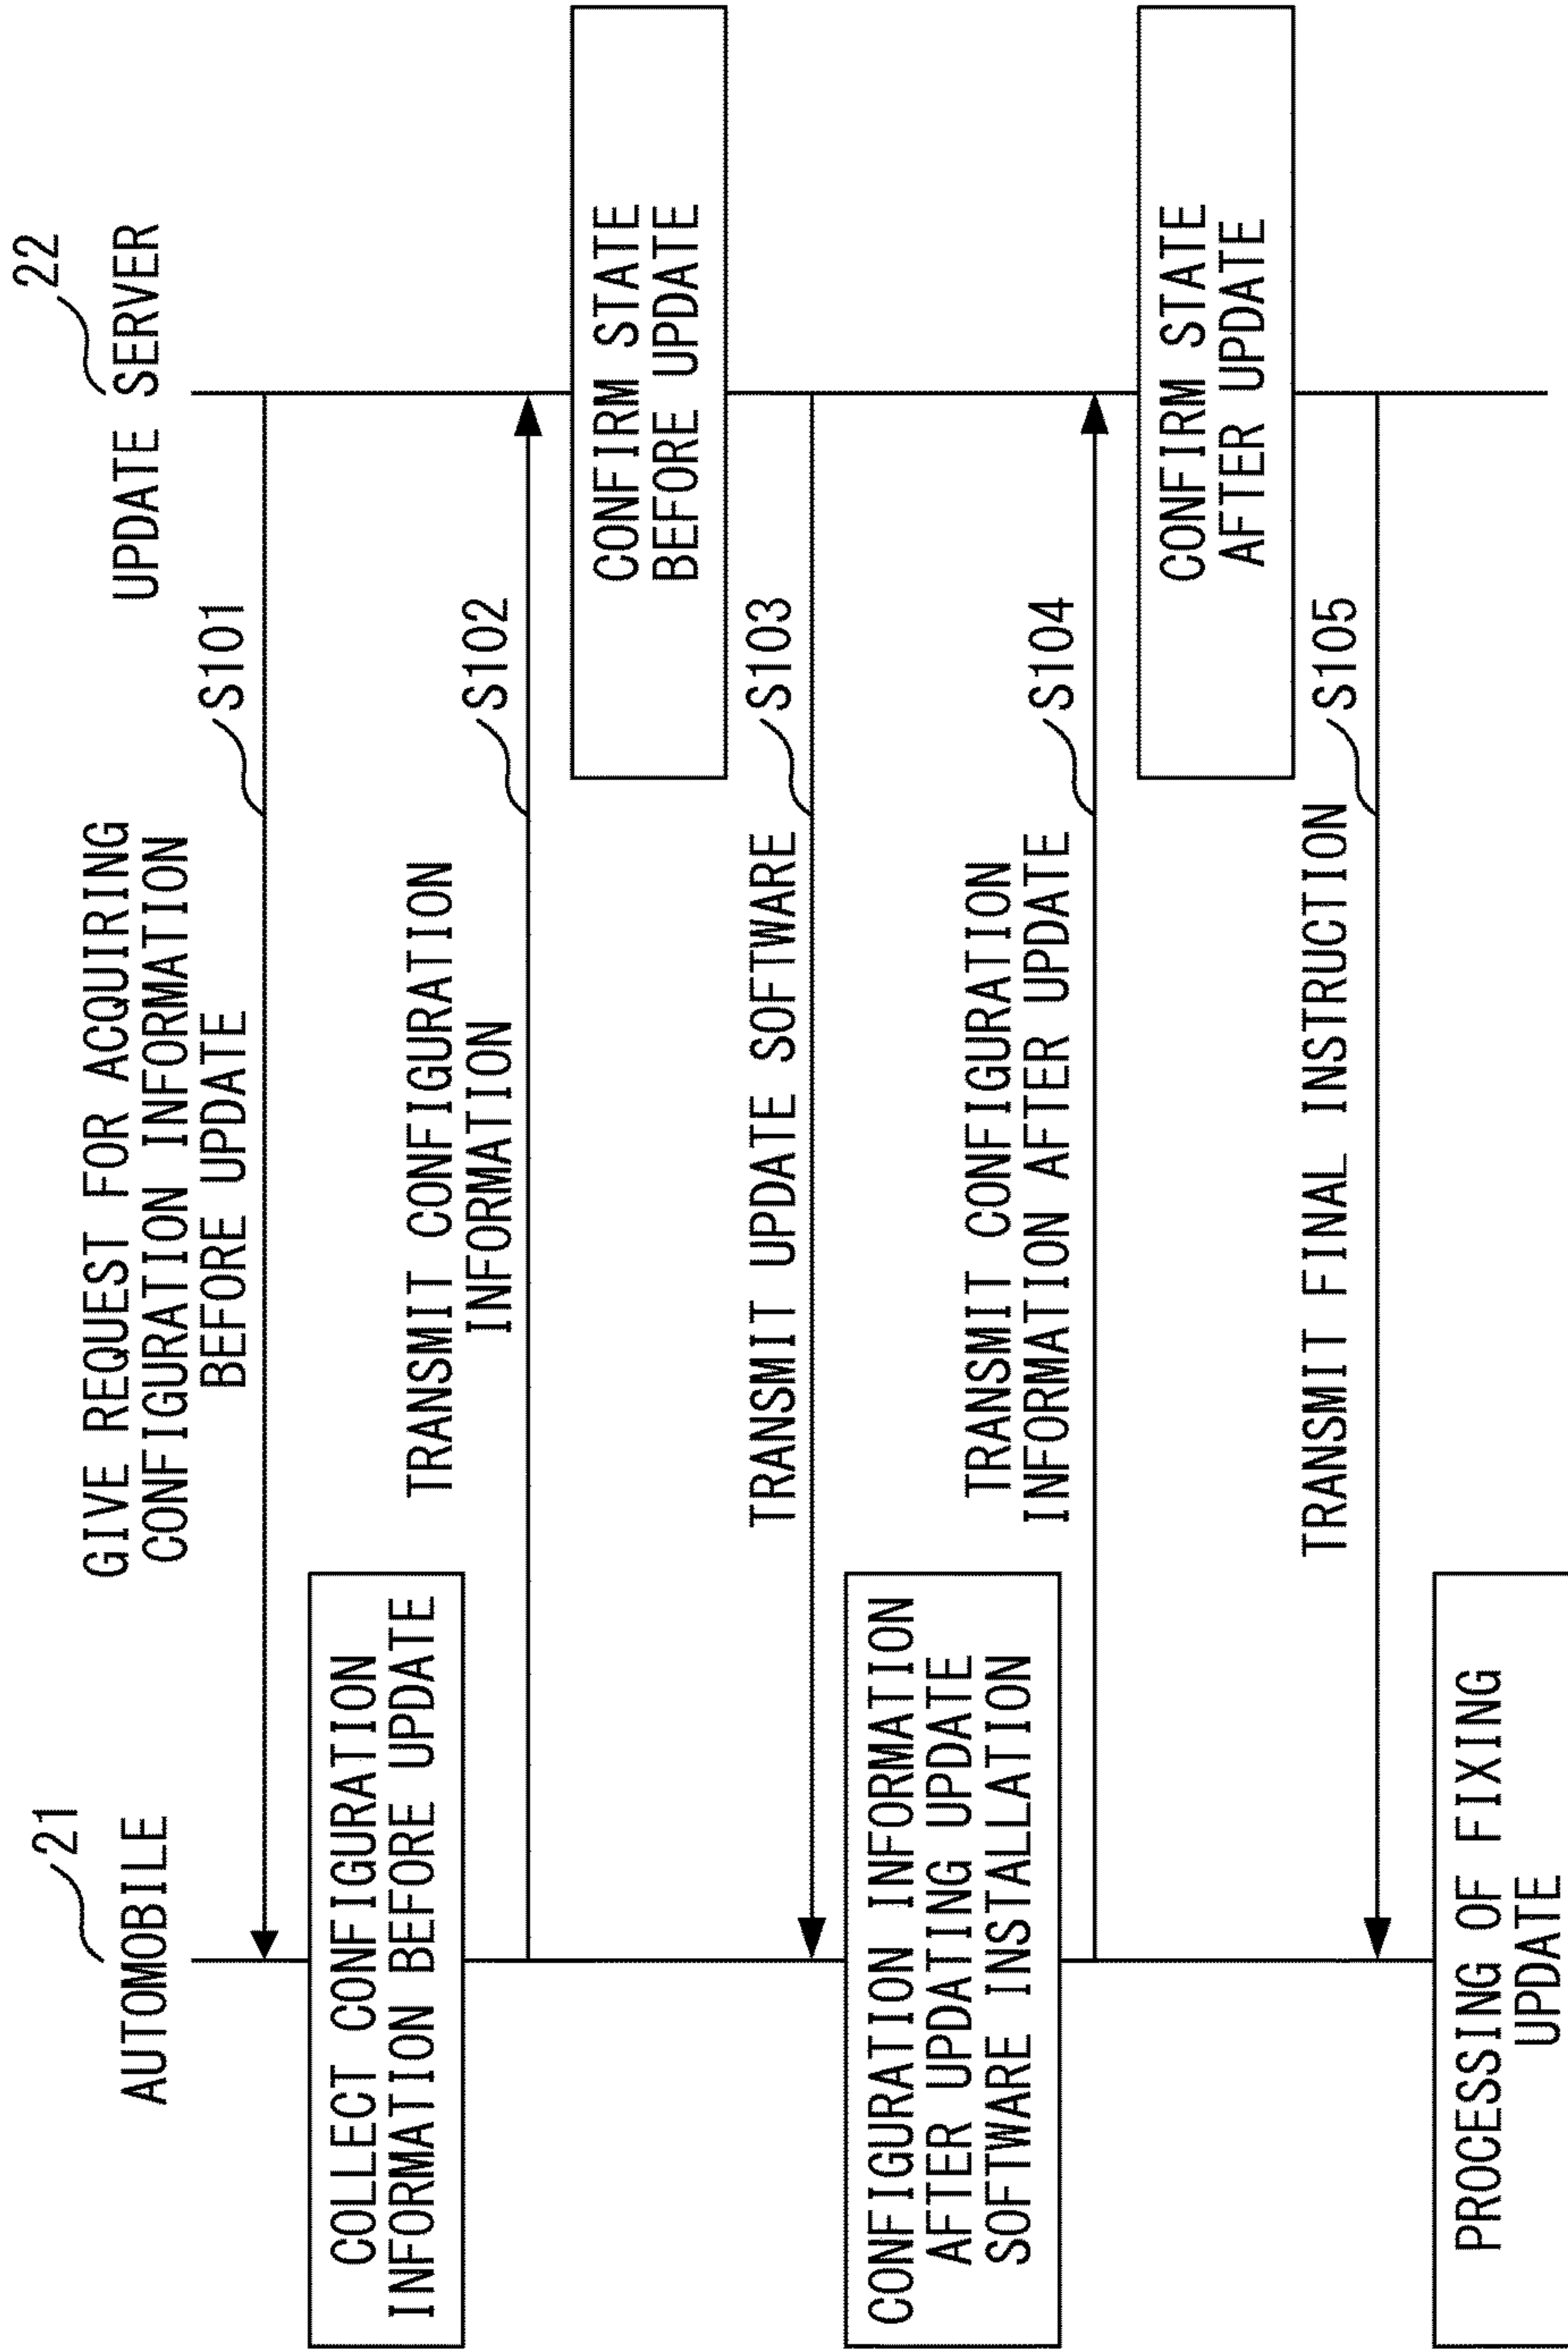 21
AUTOMOBILE
22
UPDATE SERVER
GIVE REQUEST FOR ACQUIRING
CONFIGURATION INFORMATION
BEFORE UPDATE
S101
COLLECT CONFIGURATION
INFORMATION BEFORE UPDATE
TRANSMIT CONFIGURATION
INFORMATION
S102
CONFIRM STATE
BEFORE UPDATE
TRANSMIT UPDATE SOFTWARE
S103
CONFIGURATION INFORMATION
AFTER UPDATING UPDATE
SOFTWARE INSTALLATION
TRANSMIT CONFIGURATION
INFORMATION AFTER UPDATE
S104
CONFIRM STATE
AFTER UPDATE
TRANSMIT FINAL INSTRUCTION
S105
PROCESSING OF FIXING
UPDATE